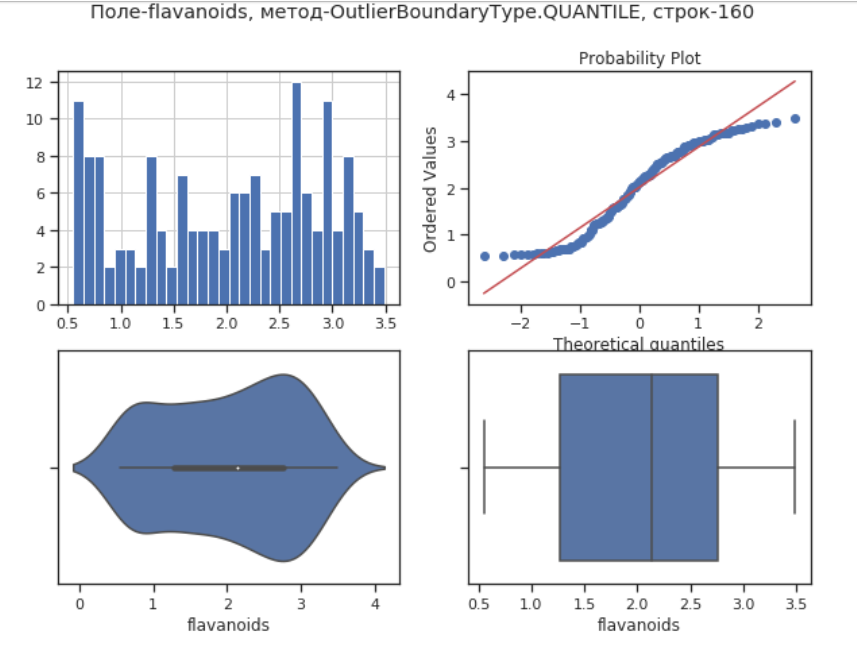 Поле-flavanoids, метод-OutlierBoundaryType.QUANTILE, строк-160
12
10
8
6
4
2
0
0.5 1.0 1.5 2.0 2.5 3.0 3.5
Probability Plot
Ordered Values
4
3
2
1
0
−2 −1 0 1 2
Theoretical quantiles
0 1 2 3 4
flavanoids
0.5 1.0 1.5 2.0 2.5 3.0 3.5
flavanoids